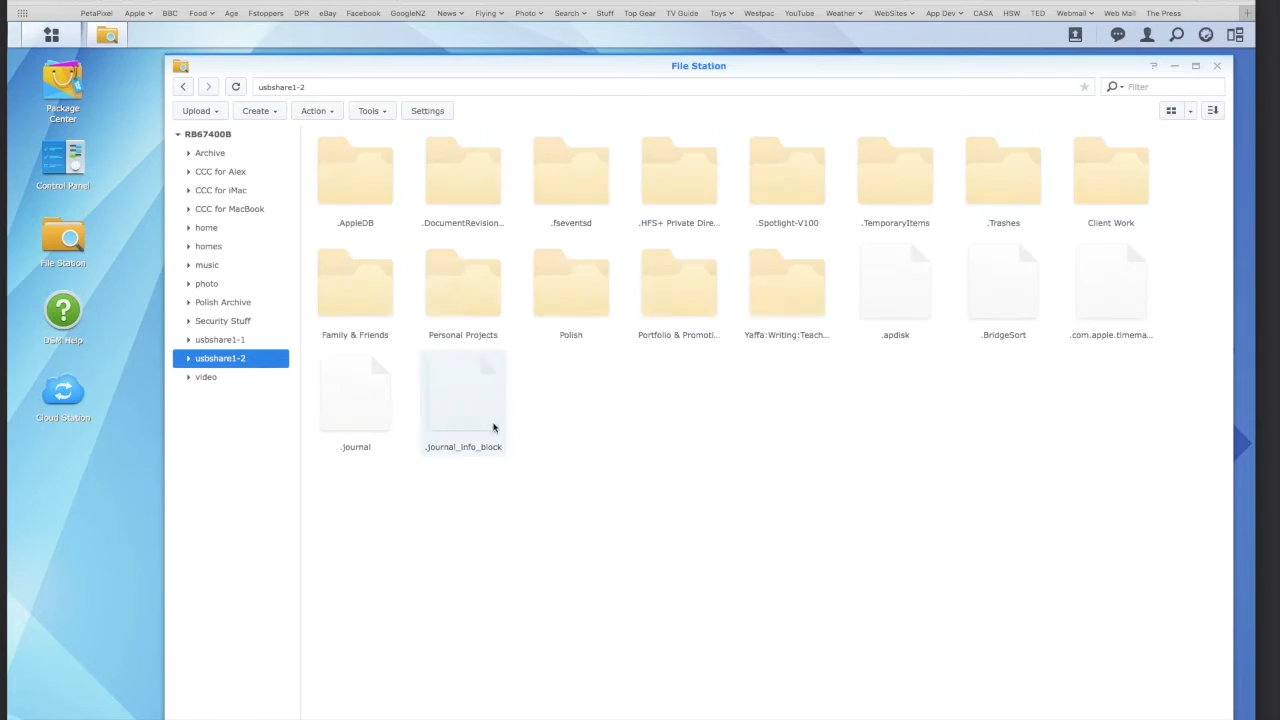 PetaPixel Apple BBC Food Age Fstoppers DPR eBay Facebook GoogleNZ News Flying Photo Search Stuff Top Gear TV Guide Toys Westpac YouTube Weather WebSites App Dev CASA HSW TED Webmail Web Mail The Press
File Station
usbshare1-2
Filter
Upload Create Action Tools Settings
Package
Center
Control Panel
File Station
DSM Help
Cloud Station
RB67400B
Archive
CCC for Alex
CCC for iMac
CCC for MacBook
home
homes
music
photo
Polish Archive
Security Stuff
usbshare1-1
usbshare1-2
video
.AppleDB .DocumentRevision... .fseventsd .HFS+ Private Dire... .Spotlight-V100 .TemporaryItems .Trashes Client Work
Family & Friends Personal Projects Polish Portfolio & Promoti... Yaffa:Writing:Teach... .apdisk .BridgeSort .com.apple.timema...
.journal .journal_info_block